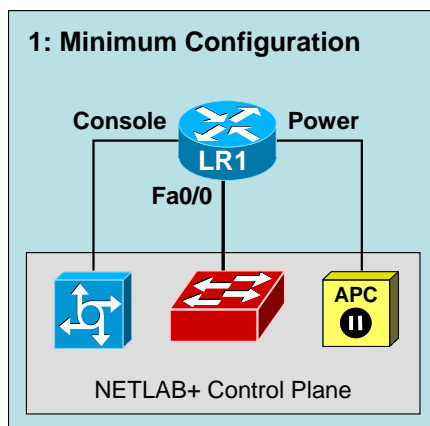 1: Minimum Configuration
Console
Power
LR1
Fa0/0
APC
NETLAB+ Control Plane